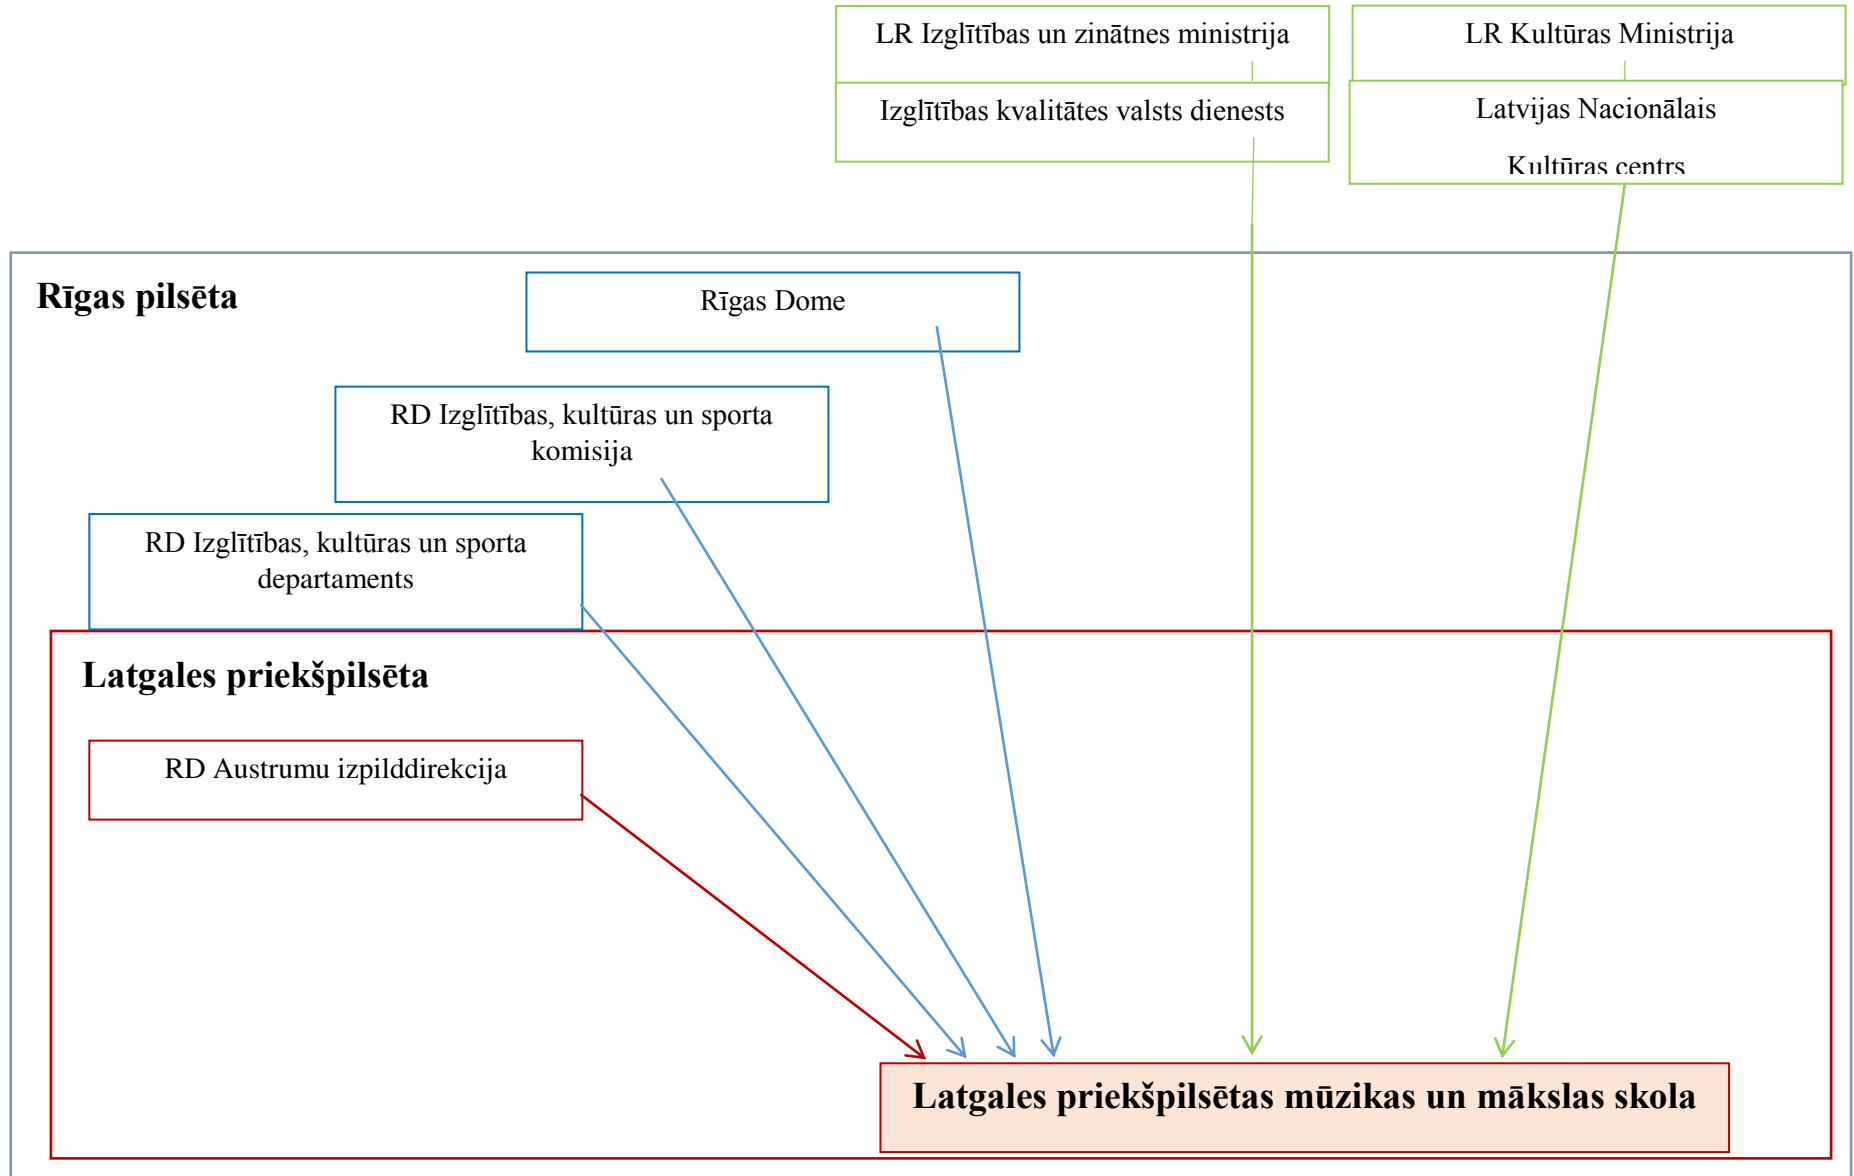 LR Izglītības un zinātnes ministrija
Izglītības kvalitātes valsts dienests
LR Kultūras Ministrija
Latvijas Nacionālais
Kultūras centrs
Rīgas pilsēta
Rīgas Dome
RD Izglītības, kultūras un sporta
komisija
RD Izglītības, kultūras un sporta
departaments
Latgales priekšpilsēta
RD Austrumu izpilddirekcija
Latgales priekšpilsētas mūzikas un mākslas skola